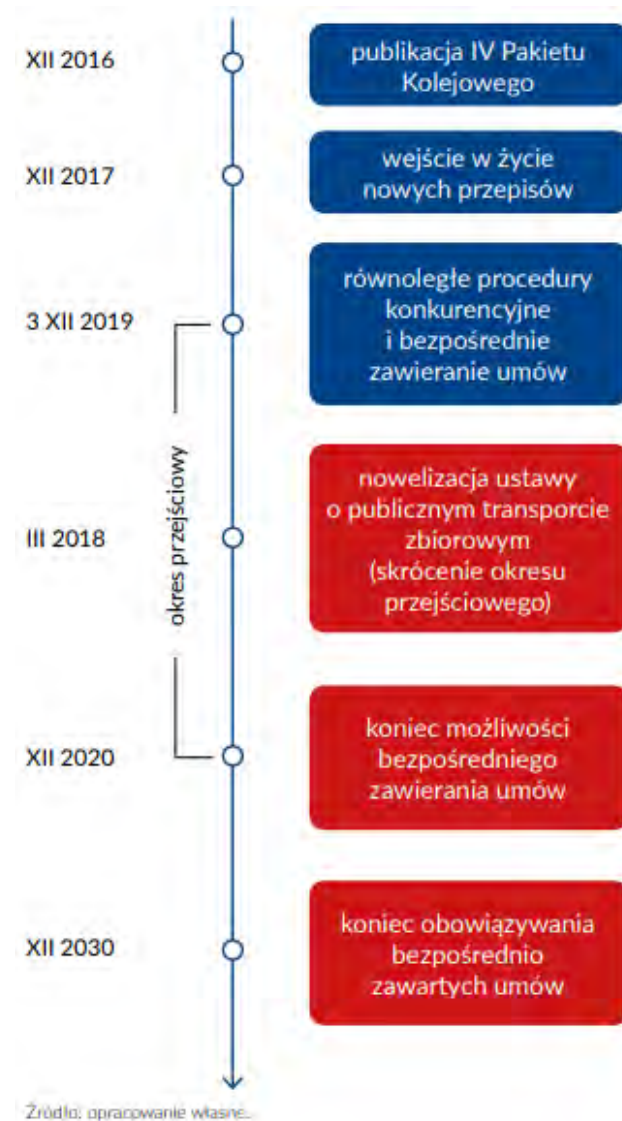 XII 2016
publikacja IV Pakietu
Kolejowego
XII 2017
wejście w życie
nowych przepisów
3 XII 2019
równoległe procedury
konkurencyjne
i bezpośrednie
zawieranie umów
okres przejściowy
III 2018
nowelizacja ustawy
o publicznym transporcie
zbiorowym
(skrócenie okresu
przejściowego)
XII 2020
koniec możliwości
bezpośredniego
zawierania umów
XII 2030
koniec obowiązywania
bezpośrednio
zawartych umów
Źródło: opracowanie własne.